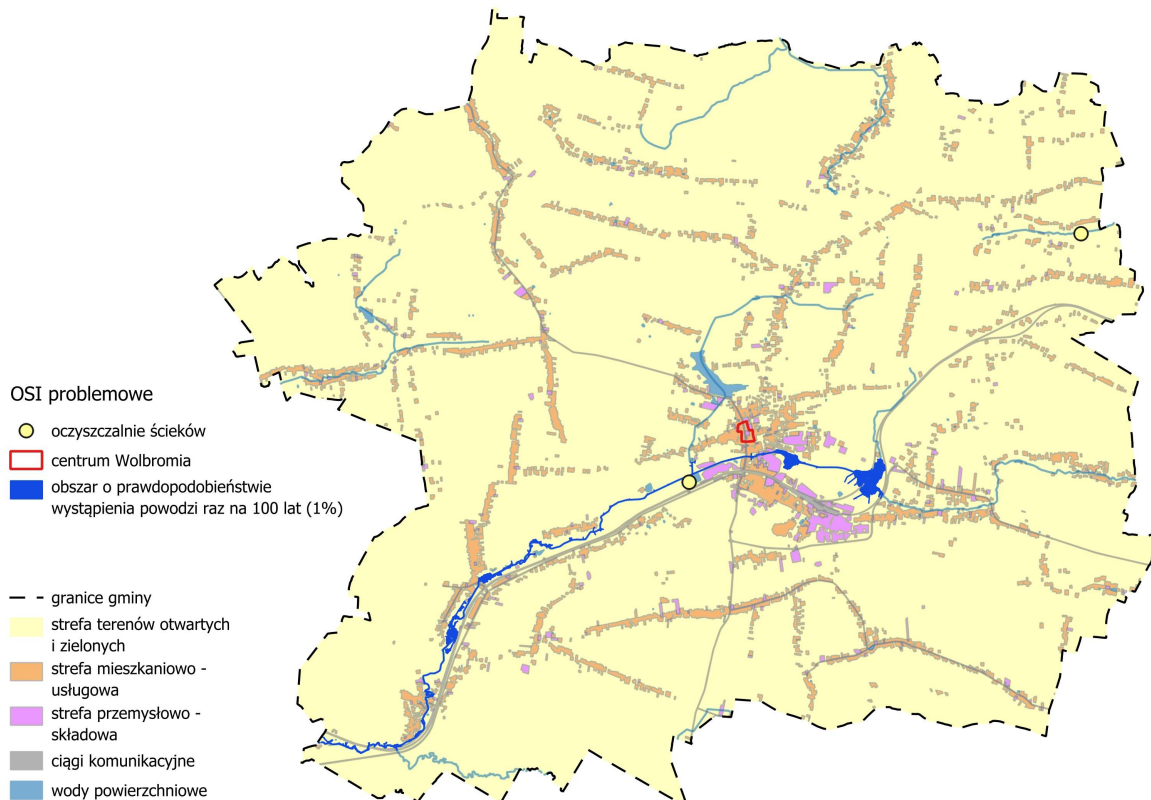 OSI problemowe
oczyszczalnie ścieków
centrum Wolbromia
obszar o prawdopodobieństwie
wystąpienia powodzi raz na 100 lat (1%)
granice gminy
strefa terenów otwartych
i zielonych
strefa mieszkaniowo -
usługowa
strefa przemysłowo -
składowa
ciągi komunikacyjne
wody powierzchniowe